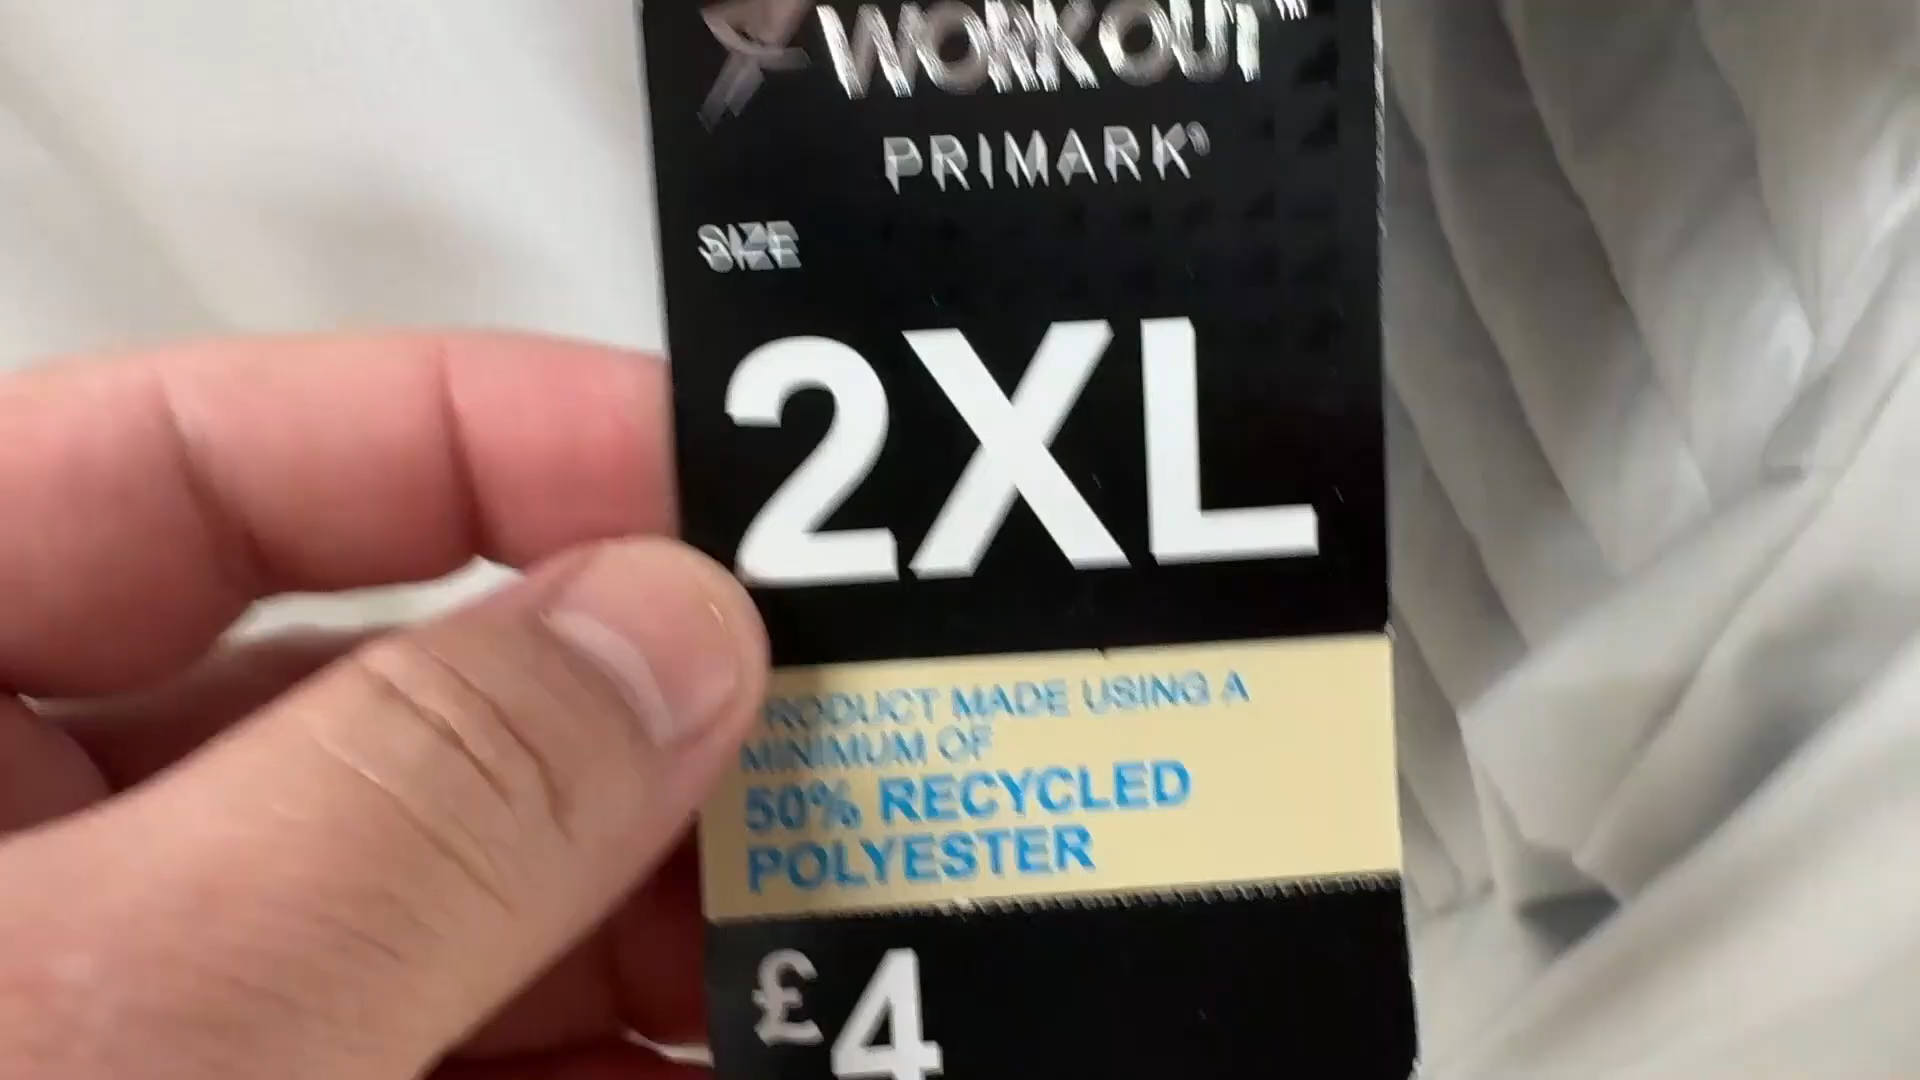 WORKOUT™
PRIMARK®
SIZE
2XL
PRODUCT MADE USING A
MINIMUM OF
50% RECYCLED
POLYESTER
£4